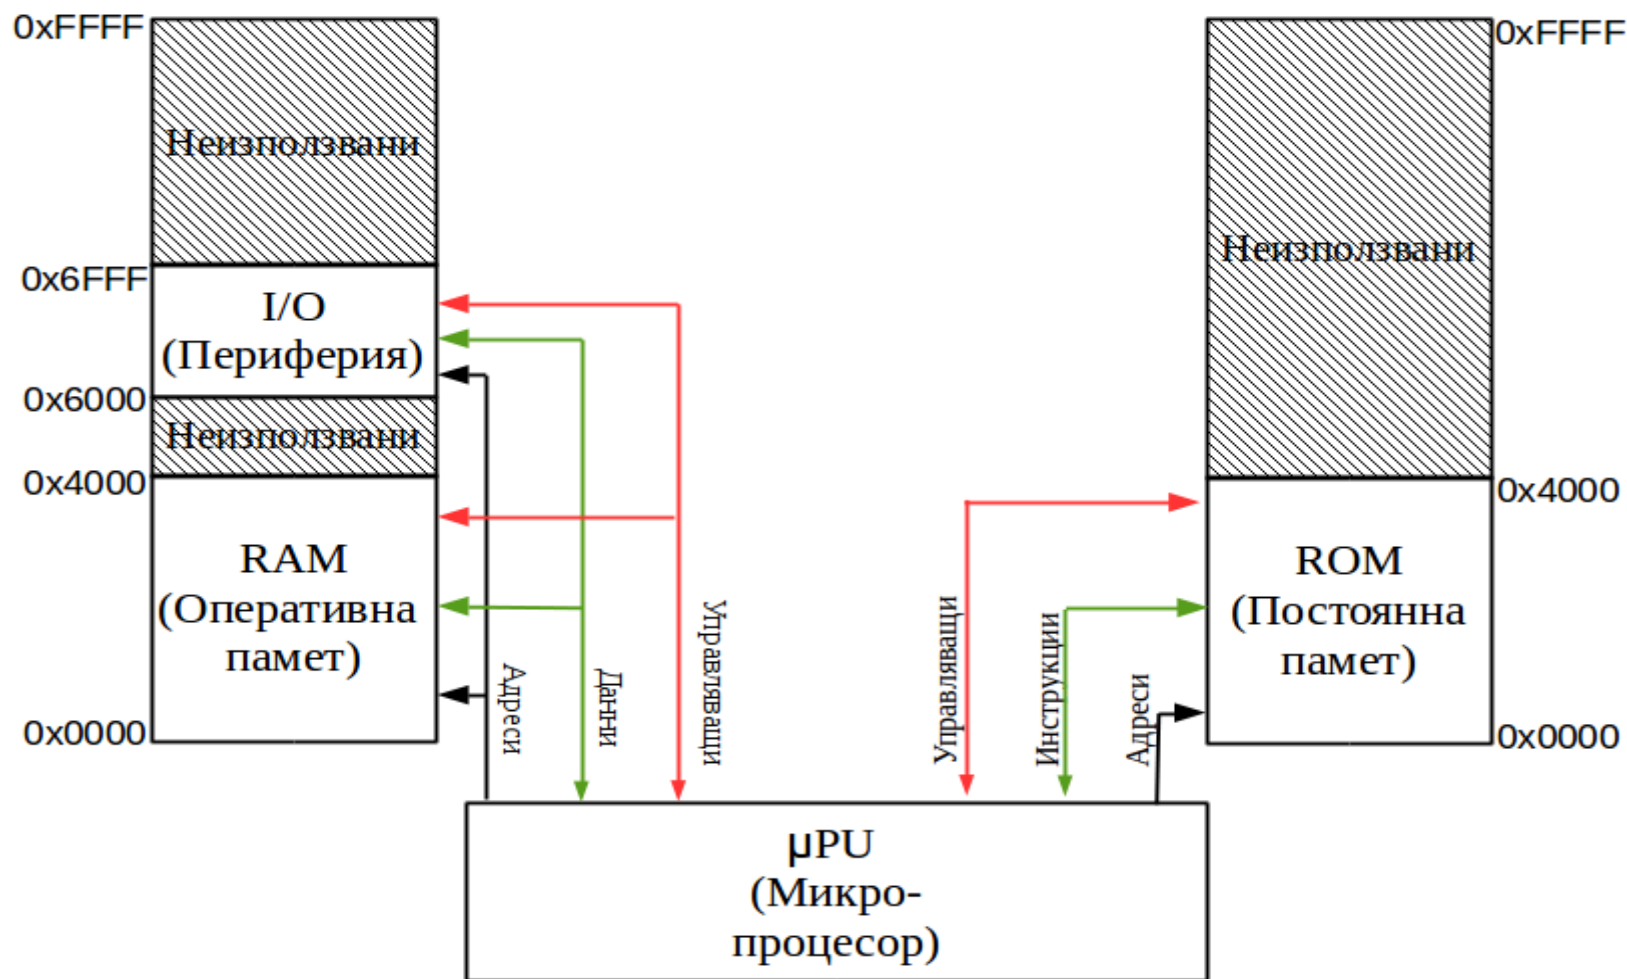 0xFFFF
Неизползвани
0x6FFF
I/O
(Периферия)
0x6000
Неизползвани
0x4000
RAM
(Оперативна
памет)
0x0000
Адреси
Данни
Управляващи
Управляващи
Инструкции
Адреси
0xFFFF
Неизползвани
0x4000
ROM
(Постоянна
памет)
0x0000
µPU
(Микро-
процесор)